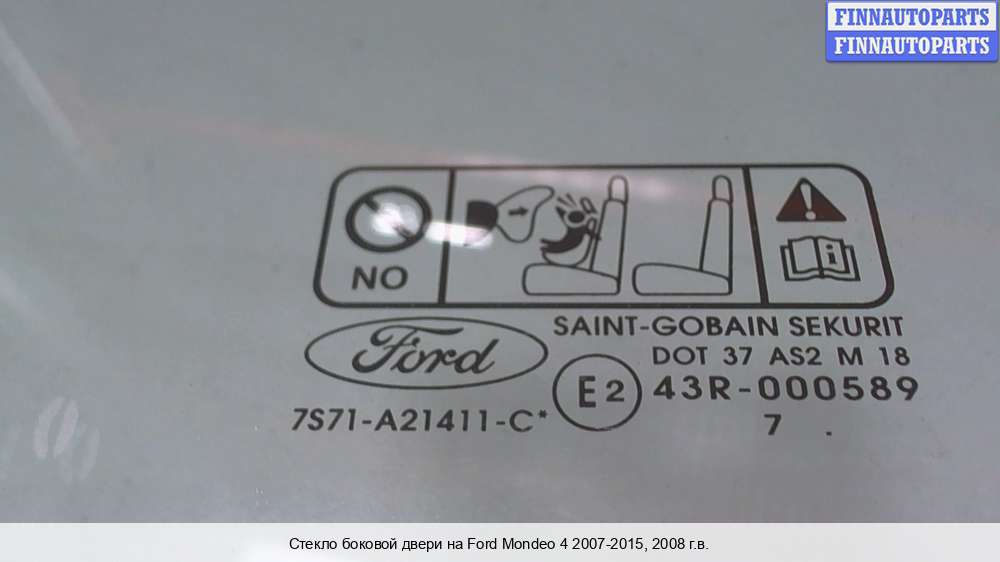 FINNAUTOPARTS
FINNAUTOPARTS
NO
i
SAINT-GOBAIN SEKURIT
Ford
DOT 37 AS2 M 18
E2
43R-000589
7S71-A21411-C*
7 .
Стекло боковой двери на Ford Mondeo 4 2007-2015, 2008 г.в.